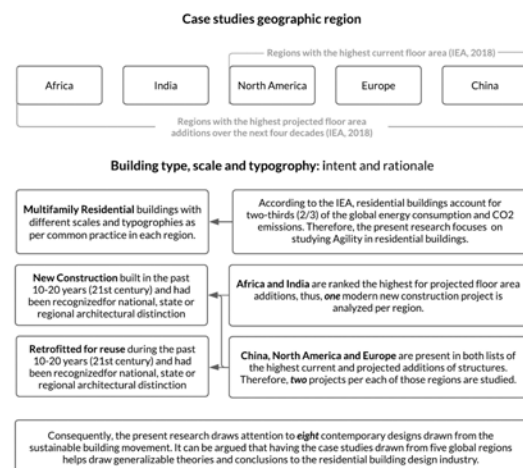 Case studies geographic region
Regions with the highest current floor area (IEA, 2018)
Africa
India
North America
Europe
China
Regions with the highest projected floor area
additions over the next four decades (IEA, 2018)
Building type, scale and typography: intent and rationale
Multifamily Residential buildings with
different scales and typographies as
per common practice in each region.
According to the IEA, residential buildings account for
two-thirds (2/3) of the global energy consumption and CO2
emissions. Therefore, the present research focuses on
studying Agility in residential buildings.
New Construction built in the past
10-20 years (21st century) and had
been recognizedfor national, state or
regional architectural distinction
Africa and India are ranked the highest for projected floor area
additions, thus, one modern new construction project is
analyzed per region.
Retrofitted for reuse during the past
10-20 years (21st century) and had
been recognizedfor national, state
or regional architectural distinction
China, North America and Europe are present in both lists of
the highest current and projected additions of structures.
Therefore, two projects per each of those regions are studied.
Consequently, the present research draws attention to eight contemporary designs drawn from the
sustainable building movement. It can be argued that having the case studies drawn from five global regions
helps draw generalizable theories and conclusions to the residential building design industry.